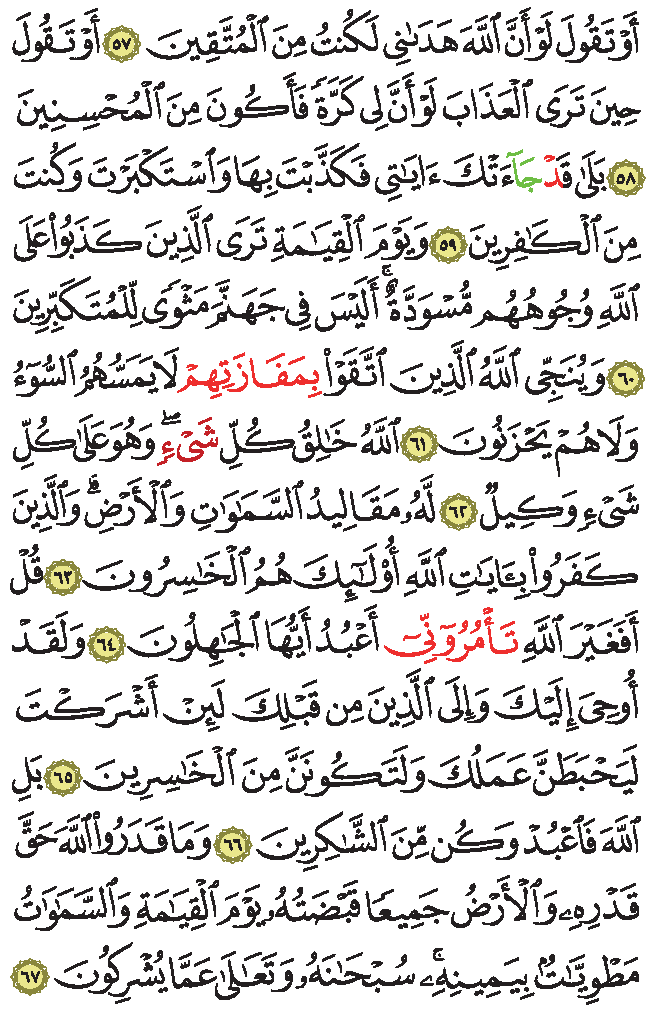 أَوۡ تَقُولَ لَوۡ أَنَّ ٱللَّهَ هَدَىٰنِي لَكُنتُ مِنَ ٱلۡمُتَّقِينَ ٥٧ أَوۡ تَقُولَ
حِينَ تَرَى ٱلۡعَذَابَ لَوۡ أَنَّ لِي كَرَّةٗ فَأَكُونَ مِنَ ٱلۡمُحۡسِنِينَ
٥٨ بَلَىٰ قَدۡ جَآءَتۡكَ ءَايَٰتِي فَكَذَّبۡتَ بِهَا وَٱسۡتَكۡبَرۡتَ وَكُنتَ
مِنَ ٱلۡكَٰفِرِينَ ٥٩ وَيَوۡمَ ٱلۡقِيَٰمَةِ تَرَى ٱلَّذِينَ كَذَبُواْ عَلَى
ٱللَّهِ وُجُوهُهُم مُّسۡوَدَّةٌۚ أَلَيۡسَ فِي جَهَنَّمَ مَثۡوٗى لِّلۡمُتَكَبِّرِينَ
٦٠ وَيُنَجِّي ٱللَّهُ ٱلَّذِينَ ٱتَّقَوۡاْ بِمَفَازَتِهِمۡ لَا يَمَسُّهُمُ ٱلسُّوٓءُ
وَلَا هُمۡ يَحۡزَنُونَ ٦١ ٱللَّهُ خَٰلِقُ كُلِّ شَيۡءٖۖ وَهُوَ عَلَىٰ كُلِّ
شَيۡءٖ وَكِيلٞ ٦٢ لَّهُۥ مَقَالِيدُ ٱلسَّمَٰوَٰتِ وَٱلۡأَرۡضِۗ وَٱلَّذِينَ
كَفَرُواْ بِـَٔايَٰتِ ٱللَّهِ أُوْلَٰٓئِكَ هُمُ ٱلۡخَٰسِرُونَ ٦٣ قُلۡ
أَفَغَيۡرَ ٱللَّهِ تَأۡمُرُوٓنِّيٓ أَعۡبُدُ أَيُّهَا ٱلۡجَٰهِلُونَ ٦٤ وَلَقَدۡ
أُوحِيَ إِلَيۡكَ وَإِلَى ٱلَّذِينَ مِن قَبۡلِكَ لَئِنۡ أَشۡرَكۡتَ
لَيَحۡبَطَنَّ عَمَلُكَ وَلَتَكُونَنَّ مِنَ ٱلۡخَٰسِرِينَ ٦٥ بَلِ
ٱللَّهَ فَٱعۡبُدۡ وَكُن مِّنَ ٱلشَّٰكِرِينَ ٦٦ وَمَا قَدَرُواْ ٱللَّهَ حَقَّ
قَدۡرِهِۦ وَٱلۡأَرۡضُ جَمِيعٗا قَبۡضَتُهُۥ يَوۡمَ ٱلۡقِيَٰمَةِ وَٱلسَّمَٰوَٰتُ
مَطۡوِيَّٰتُۢ بِيَمِينِهِۦۚ سُبۡحَٰنَهُۥ وَتَعَٰلَىٰ عَمَّا يُشۡرِكُونَ ٦٧